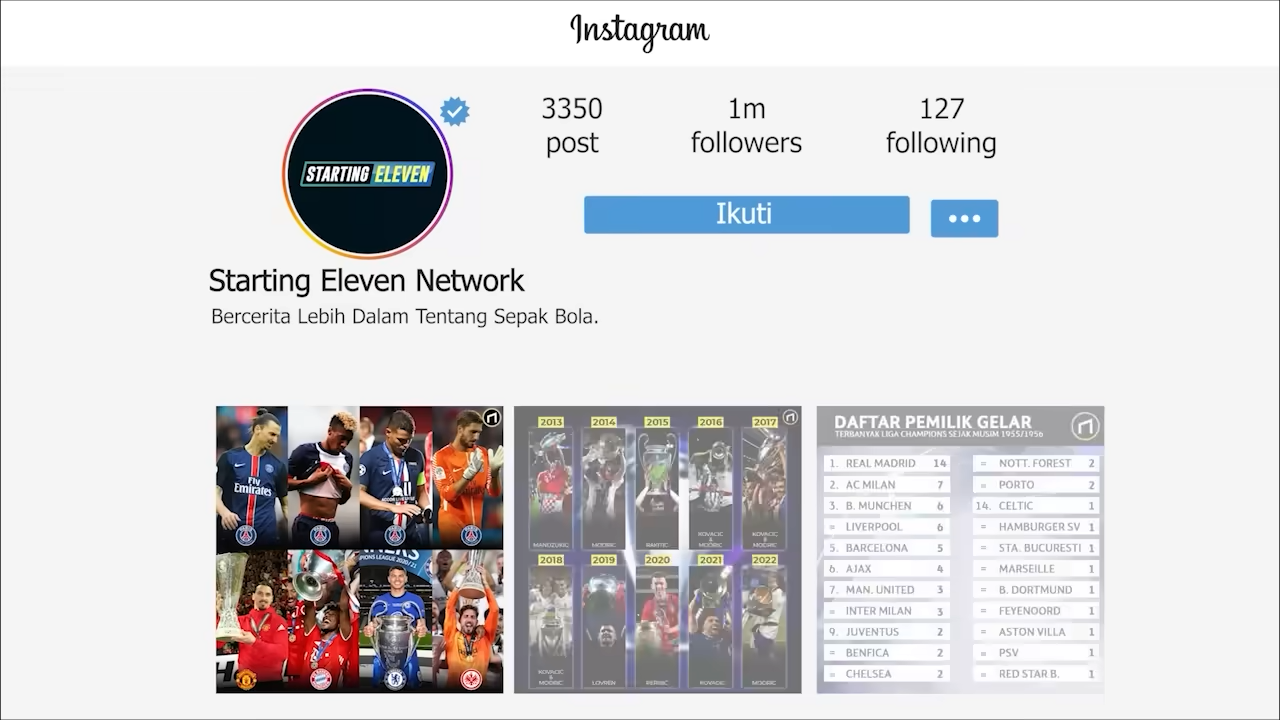 Instagram
3350
post
1m
followers
127
following
Ikuti
STARTING ELEVEN
Starting Eleven Network
Bercerita Lebih Dalam Tentang Sepak Bola.
Fly
Emirates
2013
2014
2015
2016
2017
MANDZUKIC
MODRIC
RAKITIC
KOVACIC
&
MODRIC
KOVACIC
&
MODRIC
2018
2019
2020
2021
2022
KOVACIC
&
MODRIC
LOVREN
PERISIC
KOVACIC
MODRIC
DAFTAR PEMILIK GELAR
TERBANYAK LIGA CHAMPIONS SEJAK MUSIM 1955/1956
1. REAL MADRID 14
2. AC MILAN 7
3. B. MUNCHEN 6
= LIVERPOOL 6
5. BARCELONA 5
6. AJAX 4
7. MAN. UNITED 3
= INTER MILAN 3
9. JUVENTUS 2
= BENFICA 2
= CHELSEA 2
= NOTT. FOREST 2
= PORTO 2
14. CELTIC 1
= HAMBURGER SV 1
= STA. BUCURESTI 1
= MARSEILLE 1
= B. DORTMUND 1
= FEYENOORD 1
= ASTON VILLA 1
= PSV 1
= RED STAR B. 1